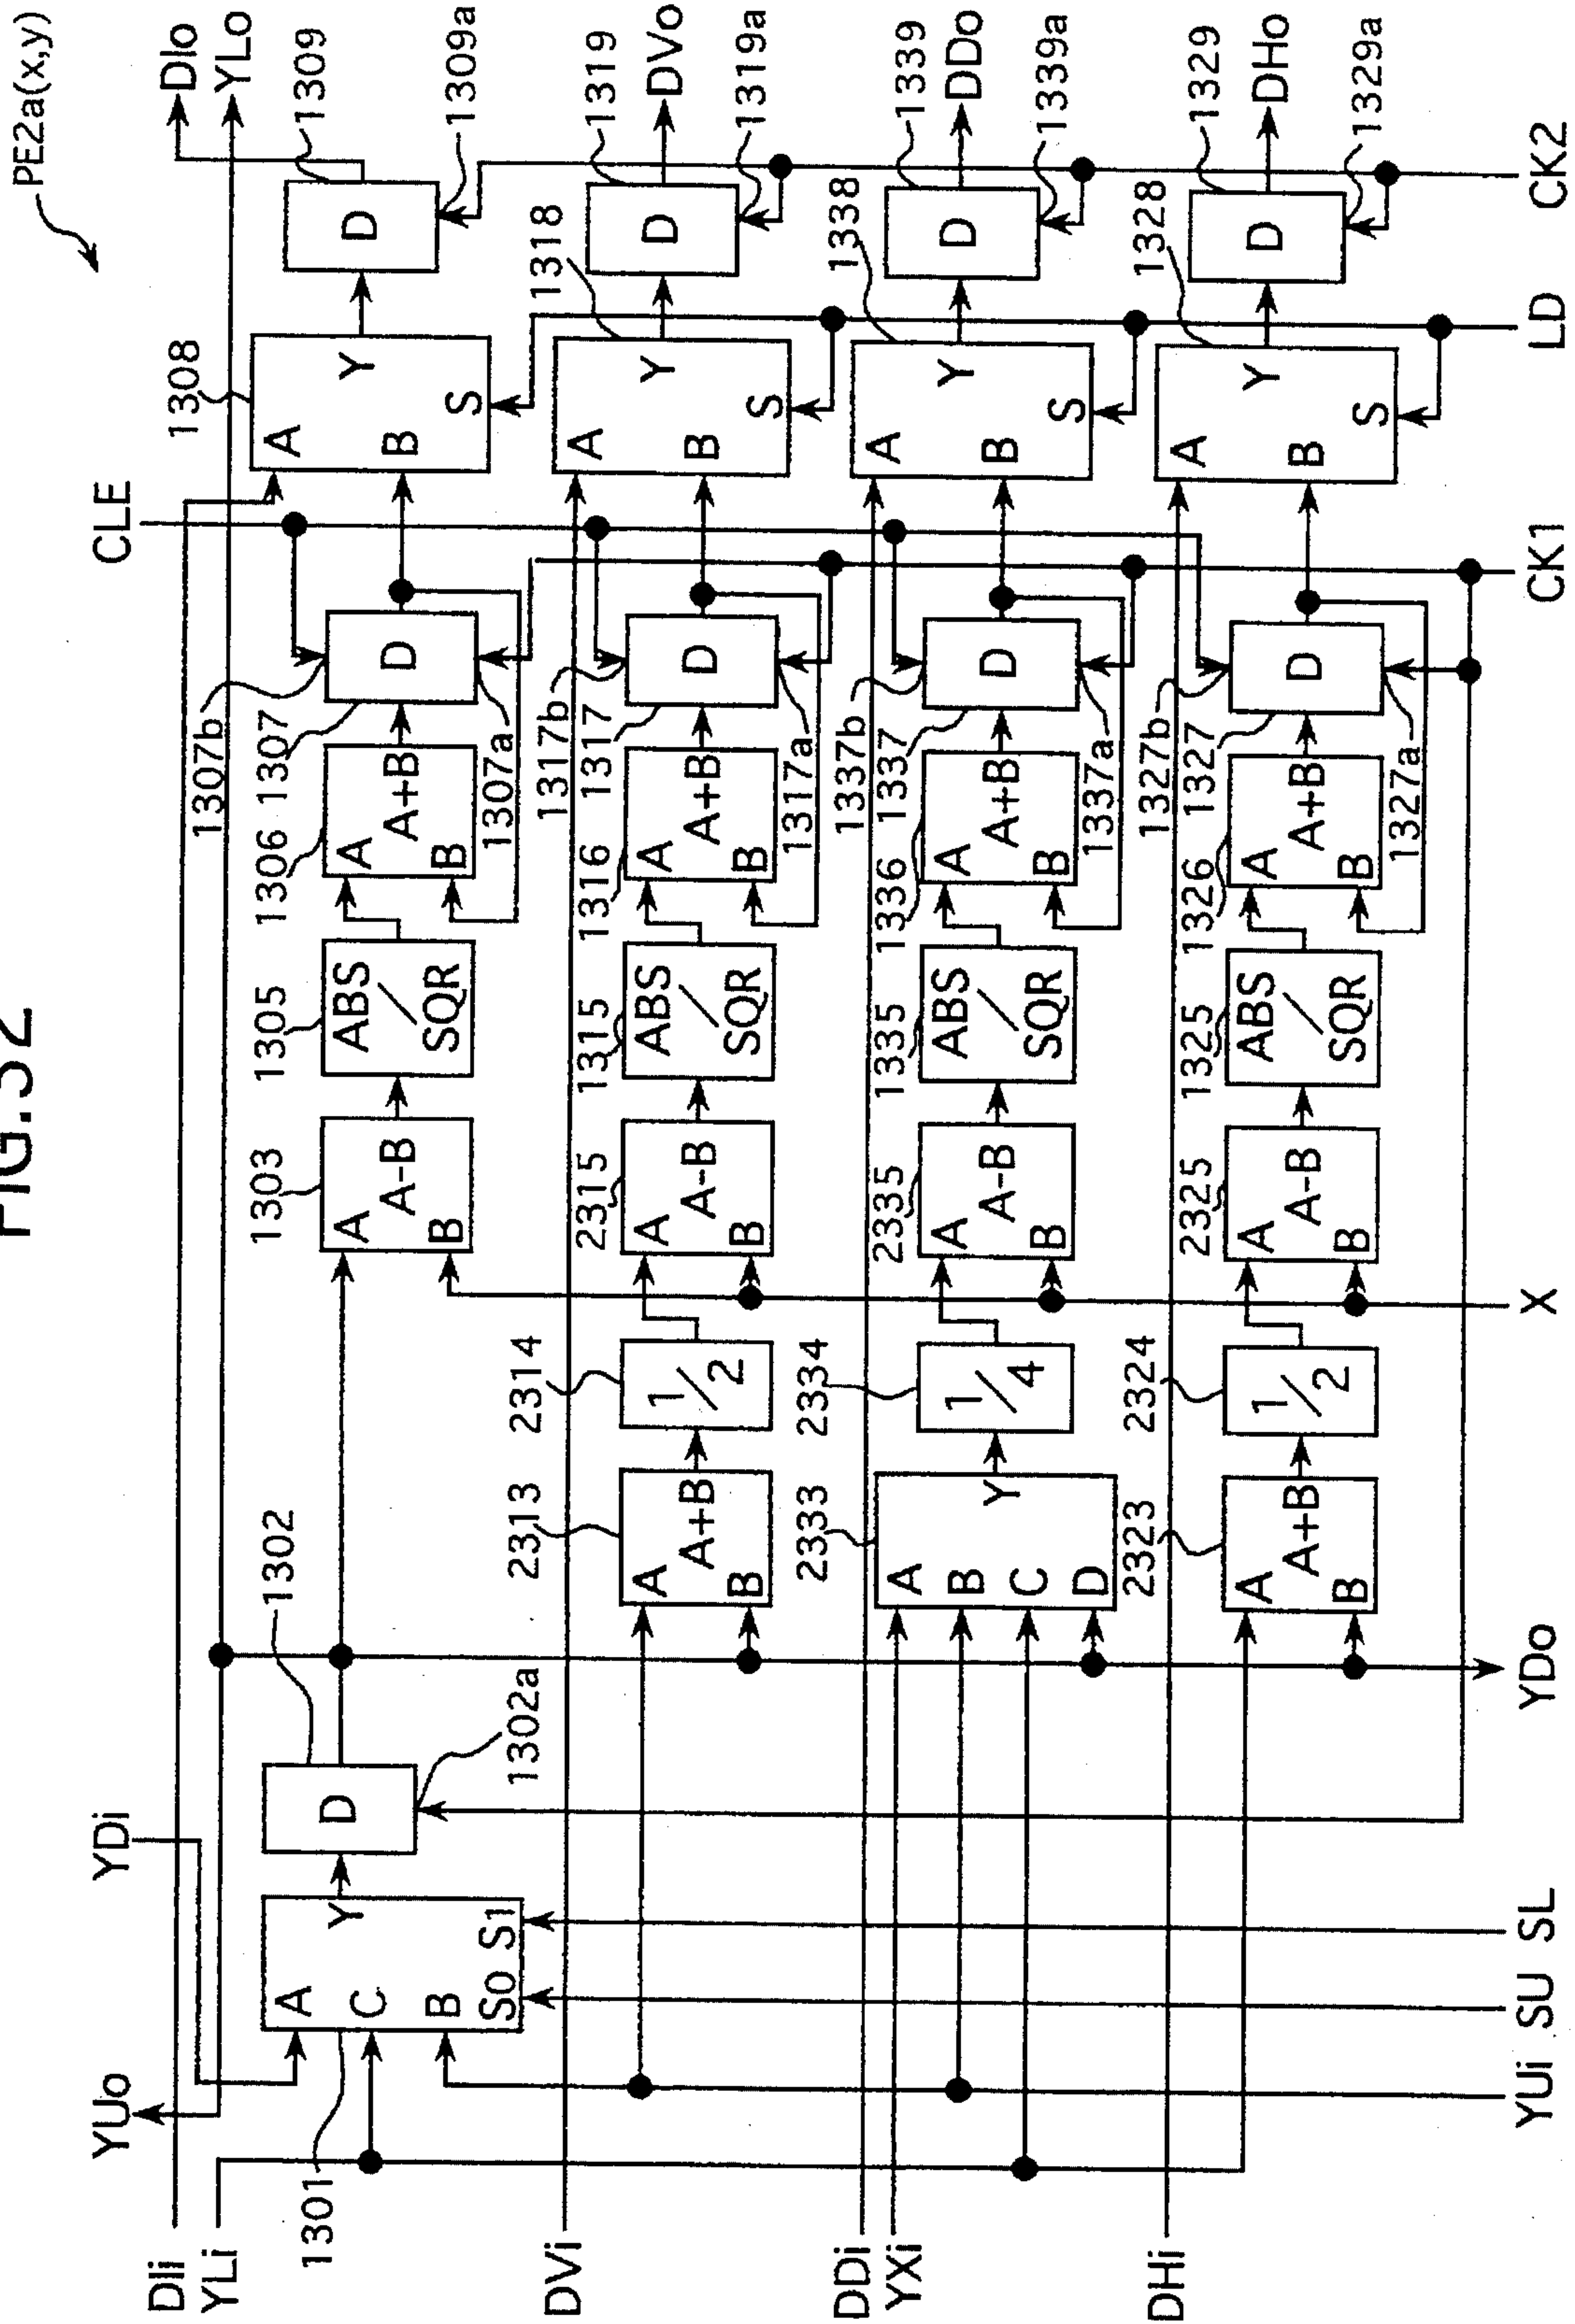 FIG.32
PE2a(x,y)
YUo
YDi
CLE
DIi
YLi
DIo
YLo
1301
A
C
B
Y
S0 S1
1302
D
1302a
1303
A
A-B
B
1305
ABS
/
SQR
1306
A
A+B
B
1307b
1307
D
1307a
1308
A
B
Y
S
1309
D
1309a
DVi
2313
A
A+B
B
2314
1/2
2315
A
A-B
B
1315
ABS
/
SQR
1316
A
A+B
B
1317b
1317
D
1317a
1318
A
B
Y
S
1319
D
1319a
DVo
DDi
YXi
2333
A
B
C
D
Y
2334
1/4
2335
A
A-B
B
1335
ABS
/
SQR
1336
A
A+B
B
1337b
1337
D
1337a
1338
A
B
Y
S
1339
D
1339a
DDo
DHi
2323
A
A+B
B
2324
1/2
2325
A
A-B
B
1325
ABS
/
SQR
1326
A
A+B
B
1327b
1327
D
1327a
1328
A
B
Y
S
1329
D
1329a
DHo
YUi
SU
SL
YDo
X
CK1
LD
CK2